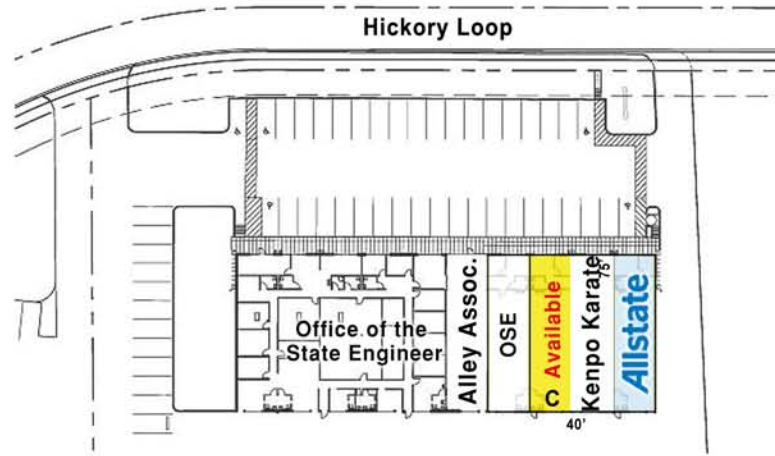 Hickory Loop
Office of the
State Engineer
Alley Assoc.
OSE
C Available
Kenpo Karate
75'
Allstate
40'